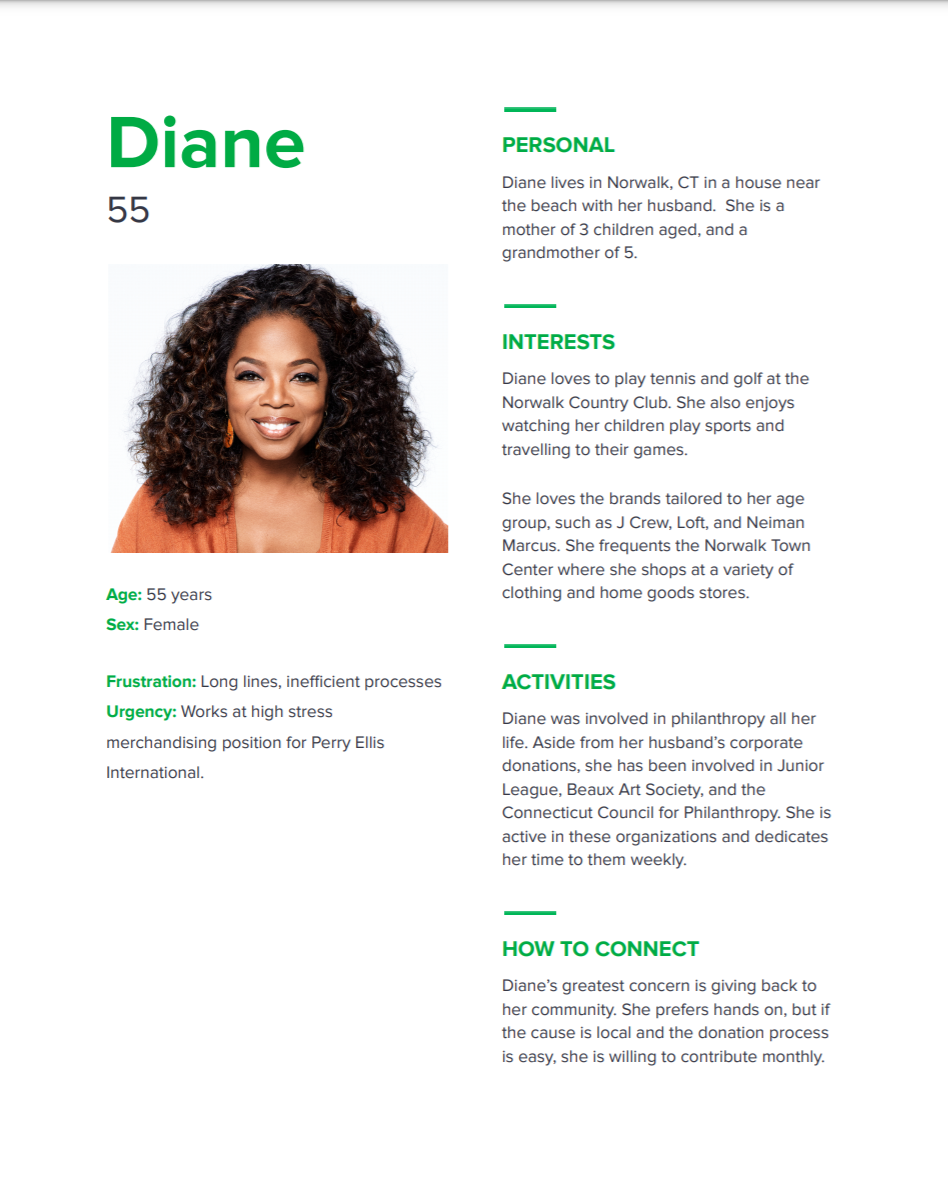 Diane
55
Age: 55 years
Sex: Female
Frustration: Long lines, inefficient processes
Urgency: Works at high stress
merchandising position for Perry Ellis
International.
PERSONAL
Diane lives in Norwalk, CT in a house near
the beach with her husband.  She is a
mother of 3 children aged, and a
grandmother of 5.
INTERESTS
Diane loves to play tennis and golf at the
Norwalk Country Club. She also enjoys
watching her children play sports and
travelling to their games.
She loves the brands tailored to her age
group, such as J Crew, Loft, and Neiman
Marcus. She frequents the Norwalk Town
Center where she shops at a variety of
clothing and home goods stores.
ACTIVITIES
Diane was involved in philanthropy all her
life. Aside from her husband’s corporate
donations, she has been involved in Junior
League, Beaux Art Society, and the
Connecticut Council for Philanthropy. She is
active in these organizations and dedicates
her time to them weekly.
HOW TO CONNECT
Diane’s greatest concern is giving back to
her community. She prefers hands on, but if
the cause is local and the donation process
is easy, she is willing to contribute monthly.